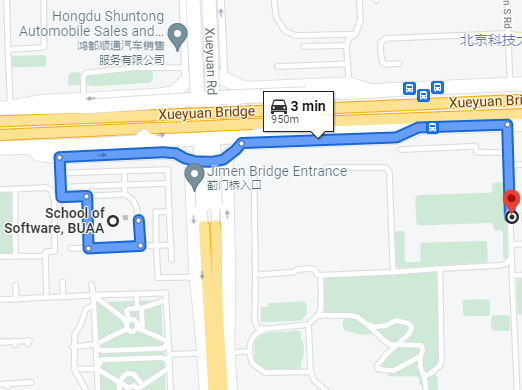 Hongdu Shuntong
Automobile Sales and...
鸿都顺通汽车销售
服务有限公司
Xueyuan Rd
n S Rd
北京科技大
Xueyuan Bridge
Xueyuan Bri
3 min
950m
Jimen Bridge Entrance
蓟门桥入口
School of
Software, BUAA